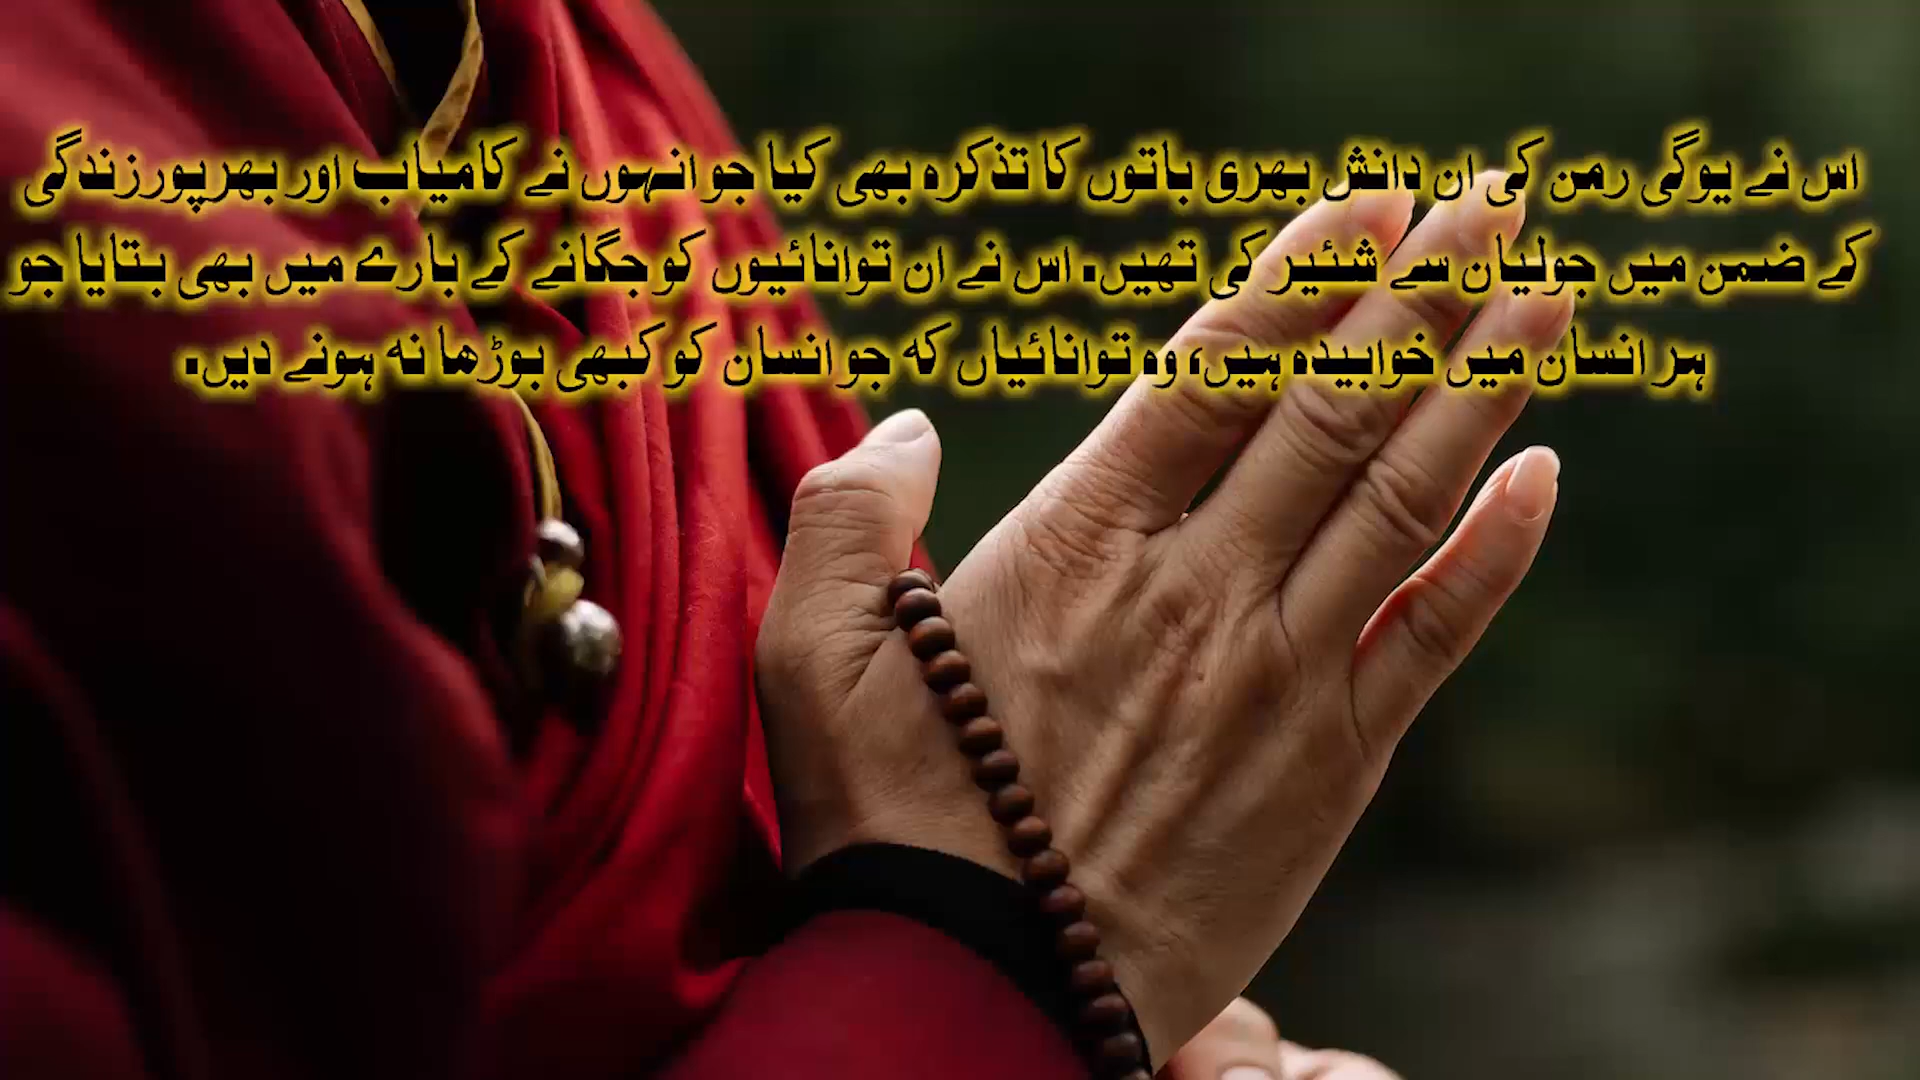 اس نے یوگی رمن کی ان دانش بھری باتوں کا تذکرہ بھی کیا جو انہوں نے کامیاب اور بھرپور زندگی
کے ضمن میں جولیان سے شئیر کی تھیں۔ اس نے ان توانائیوں کو جگانے کے بارے میں بھی بتایا جو
ہر انسان میں خوابیدہ ہیں، وہ توانائیاں کہ جو انسان کو کبھی بوڑھا نہ ہونے دیں۔